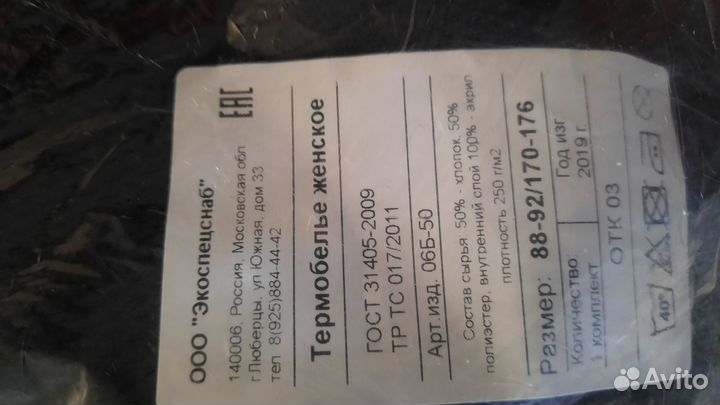 ООО "Экоспецснаб"
140006, Россия, Московская обл
г Люберцы, ул Южная, дом 33
тел 8(925)884-44-42
ЕАС
Термобелье женское
ГОСТ 31405-2009
ТР ТС 017/2011
Арт.изд. 06Б-50
Состав сырья 50% - хлопок, 50%
полиэстер, внутренний слой 100% - акрил
плотность 250 г/м2
Размер: 88-92/170-176
Количество Год изг
1 комплект 2019 г.
ОТК 03
40°
Avito